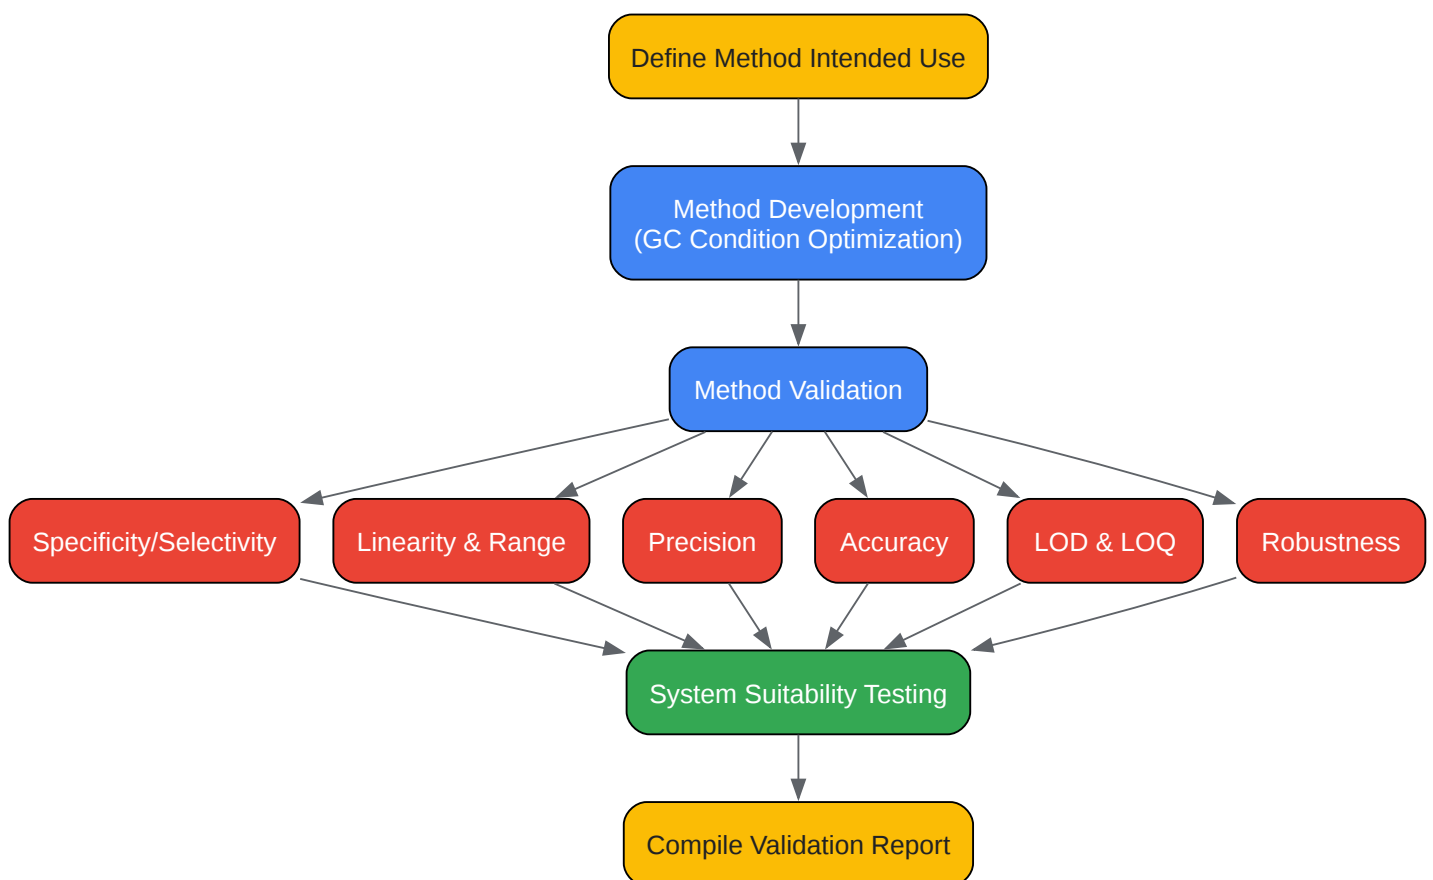 Define Method Intended Use
Method Development
(GC Condition Optimization)
Method Validation
Specificity/Selectivity
Linearity & Range
Precision
Accuracy
LOD & LOQ
Robustness
System Suitability Testing
Compile Validation Report